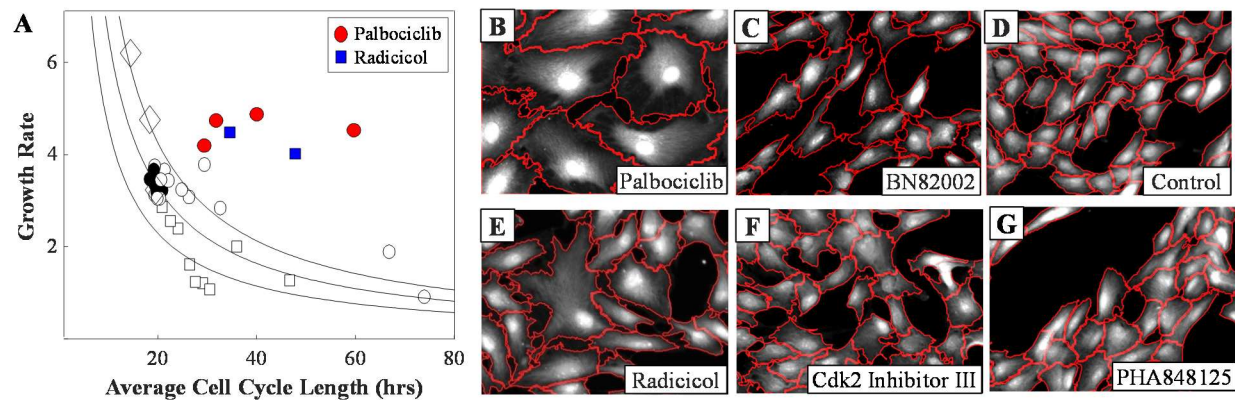 A
Palbociclib
Radicicol
Growth Rate
6
4
2
20
40
60
80
Average Cell Cycle Length (hrs)
B
Palbociclib
C
BN82002
D
Control
E
Radicicol
F
Cdk2 Inhibitor III
G
PHA848125